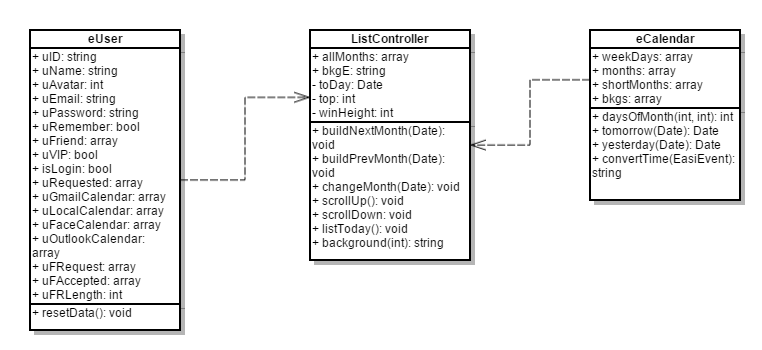 eUser
+ uID: string
+ uName: string
+ uAvatar: int
+ uEmail: string
+ uPassword: string
+ uRemember: bool
+ uFriend: array
+ uVIP: bool
+ isLogin: bool
+ uRequested: array
+ uGmailCalendar: array
+ uLocalCalendar: array
+ uFaceCalendar: array
+ uOutlookCalendar:
array
+ uFRequest: array
+ uFAccepted: array
+ uFRLength: int
+ resetData(): void
ListController
+ allMonths: array
+ bkgE: string
- toDay: Date
- top: int
- winHeight: int
+ buildNextMonth(Date):
void
+ buildPrevMonth(Date):
void
+ changeMonth(Date): void
+ scrollUp(): void
+ scrollDown: void
+ listToday(): void
+ background(int): string
eCalendar
+ weekDays: array
+ months: array
+ shortMonths: array
+ bkgs: array
+ daysOfMonth(int, int): int
+ tomorrow(Date): Date
+ yesterday(Date): Date
+ convertTime(EasiEvent):
string